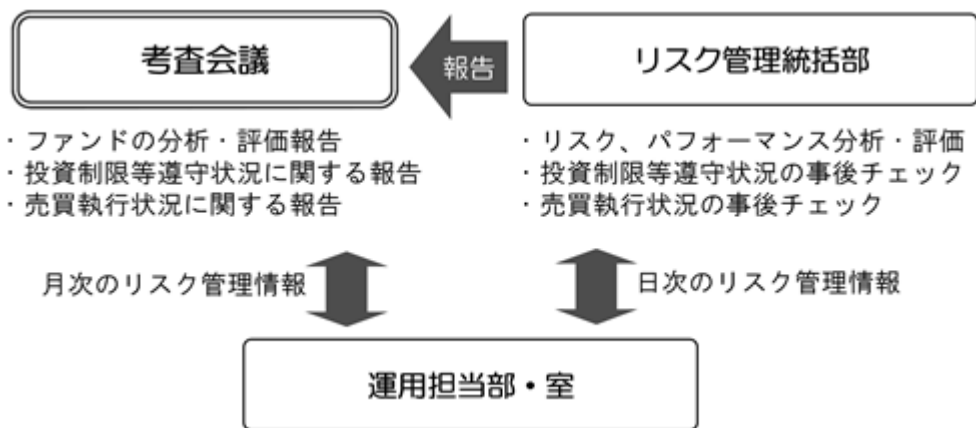 考査会議
報告
リスク管理統括部
・ファンドの分析・評価報告
・投資制限等遵守状況に関する報告
・売買執行状況に関する報告
・リスク、パフォーマンス分析・評価
・投資制限等遵守状況の事後チェック
・売買執行状況の事後チェック
月次のリスク管理情報
日次のリスク管理情報
運用担当部・室